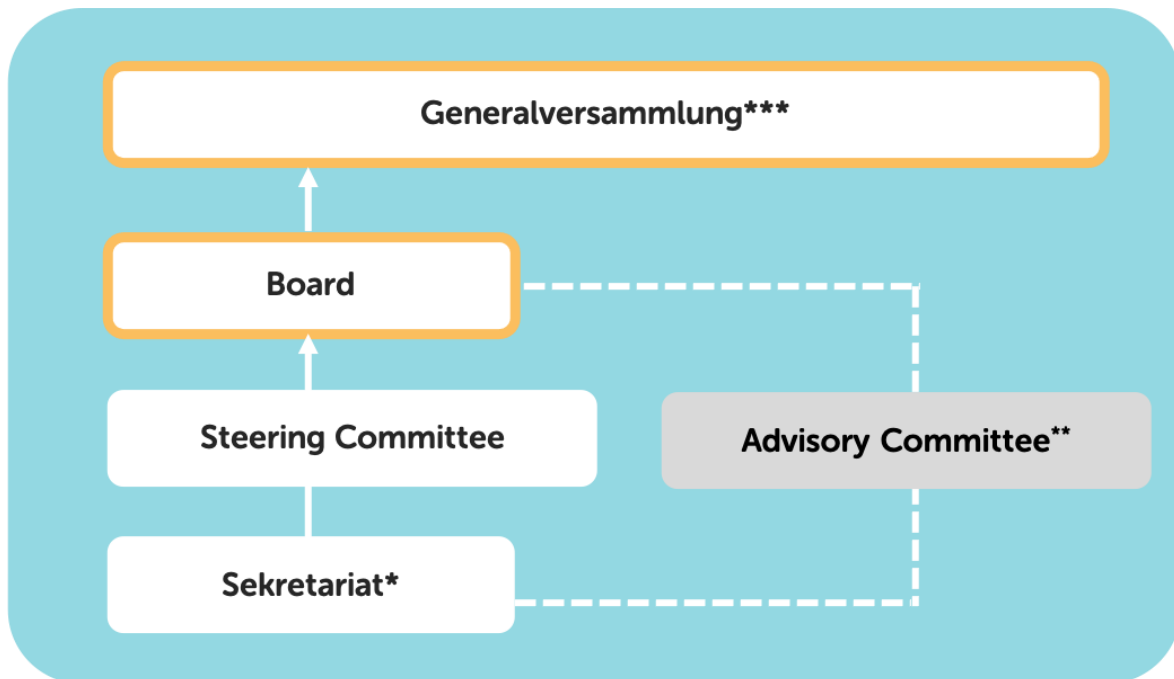 Generalversammlung***
Board
Steering Committee
Advisory Committee**
Sekretariat*